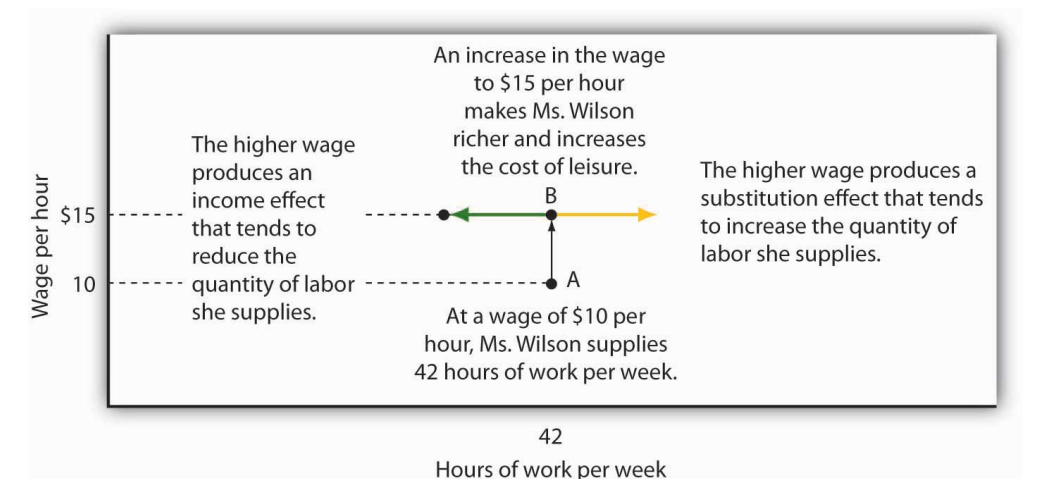 An increase in the wage
to $15 per hour
makes Ms. Wilson
richer and increases
the cost of leisure.
The higher wage
produces an
income effect
that tends to
reduce the
quantity of labor
she supplies.
The higher wage produces a
substitution effect that tends
to increase the quantity of
labor she supplies.
B
A
At a wage of $10 per
hour, Ms. Wilson supplies
42 hours of work per week.
Wage per hour
$15
10
42
Hours of work per week